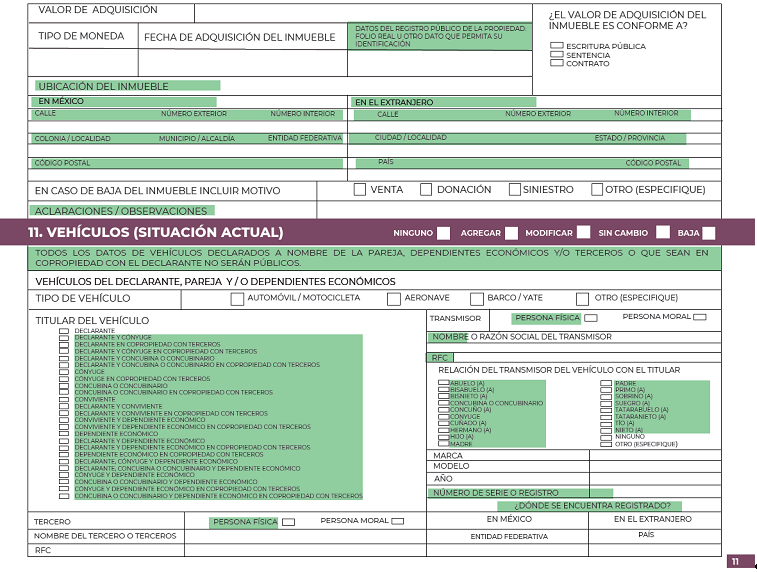 VALOR DE ADQUISICIÓN
¿EL VALOR DE ADQUISICIÓN DEL
INMUEBLE ES CONFORME A?
TIPO DE MONEDA
FECHA DE ADQUISICIÓN DEL INMUEBLE
DATOS DEL REGISTRO PÚBLICO DE LA PROPIEDAD:
FOLIO REAL U OTRO DATO QUE PERMITA SU
IDENTIFICACIÓN
ESCRITURA PÚBLICA
SENTENCIA
CONTRATO
UBICACIÓN DEL INMUEBLE
EN MÉXICO
EN EL EXTRANJERO
CALLE NÚMERO EXTERIOR NÚMERO INTERIOR
CALLE NÚMERO EXTERIOR NÚMERO INTERIOR
COLONIA / LOCALIDAD MUNICIPIO / ALCALDÍA ENTIDAD FEDERATIVA
CIUDAD / LOCALIDAD ESTADO / PROVINCIA
CÓDIGO POSTAL
PAÍS CÓDIGO POSTAL
EN CASO DE BAJA DEL INMUEBLE INCLUIR MOTIVO VENTA DONACIÓN SINIESTRO OTRO (ESPECIFIQUE)
ACLARACIONES / OBSERVACIONES
11. VEHÍCULOS (SITUACIÓN ACTUAL) NINGUNO AGREGAR MODIFICAR SIN CAMBIO BAJA
TODOS LOS DATOS DE VEHÍCULOS DECLARADOS A NOMBRE DE LA PAREJA, DEPENDIENTES ECONÓMICOS Y/O TERCEROS O QUE SEAN EN
COPROPIEDAD CON EL DECLARANTE NO SERÁN PÚBLICOS.
VEHÍCULOS DEL DECLARANTE, PAREJA Y / O DEPENDIENTES ECONÓMICOS
TIPO DE VEHÍCULO AUTOMÓVIL / MOTOCICLETA AERONAVE BARCO / YATE OTRO (ESPECIFIQUE)
TITULAR DEL VEHÍCULO
DECLARANTE
DECLARANTE Y CÓNYUGE
DECLARANTE EN COPROPIEDAD CON TERCEROS
DECLARANTE Y CÓNYUGE EN COPROPIEDAD CON TERCEROS
DECLARANTE Y CONCUBINA O CONCUBINARIO
DECLARANTE Y CONCUBINA O CONCUBINARIO EN COPROPIEDAD CON TERCEROS
CÓNYUGE
CÓNYUGE EN COPROPIEDAD CON TERCEROS
CONCUBINA O CONCUBINARIO
CONCUBINA O CONCUBINARIO EN COPROPIEDAD CON TERCEROS
CONVIVIENTE
DECLARANTE Y CONVIVIENTE
DECLARANTE Y CONVIVIENTE EN COPROPIEDAD CON TERCEROS
CONVIVIENTE Y DEPENDIENTE ECONÓMICO
CONVIVIENTE Y DEPENDIENTE ECONÓMICO EN COPROPIEDAD CON TERCEROS
DEPENDIENTE ECONÓMICO
DECLARANTE Y DEPENDIENTE ECONÓMICO
DECLARANTE Y DEPENDIENTE ECONÓMICO EN COPROPIEDAD CON TERCEROS
DEPENDIENTE ECONÓMICO EN COPROPIEDAD CON TERCEROS
DECLARANTE, CÓNYUGE Y DEPENDIENTE ECONÓMICO
DECLARANTE, CONCUBINA O CONCUBINARIO Y DEPENDIENTE ECONÓMICO
CÓNYUGE Y DEPENDIENTE ECONÓMICO
CONCUBINA O CONCUBINARIO Y DEPENDIENTE ECONÓMICO
CÓNYUGE Y DEPENDIENTE ECONÓMICO EN COPROPIEDAD CON TERCEROS
CONCUBINA O CONCUBINARIO Y DEPENDIENTE ECONÓMICO EN COPROPIEDAD CON TERCEROS
TRANSMISOR PERSONA FÍSICA PERSONA MORAL
NOMBRE O RAZÓN SOCIAL DEL TRANSMISOR
RFC
RELACIÓN DEL TRANSMISOR DEL VEHÍCULO CON EL TITULAR
ABUELO (A)
BISABUELO (A)
BISNIETO (A)
CONCUBINA O CONCUBINARIO
CONCUÑO (A)
CÓNYUGE
CUÑADO (A)
HERMANO (A)
HIJO (A)
MADRE
PADRE
PRIMO (A)
SOBRINO (A)
SUEGRO (A)
TATARABUELO (A)
TATARANIETO (A)
TÍO (A)
NIETO (A)
NINGUNO
OTRO (ESPECIFIQUE)
MARCA
MODELO
AÑO
NÚMERO DE SERIE O REGISTRO
¿DÓNDE SE ENCUENTRA REGISTRADO?
EN MÉXICO EN EL EXTRANJERO
ENTIDAD FEDERATIVA PAÍS
TERCERO PERSONA FÍSICA PERSONA MORAL
NOMBRE DEL TERCERO O TERCEROS
RFC
11